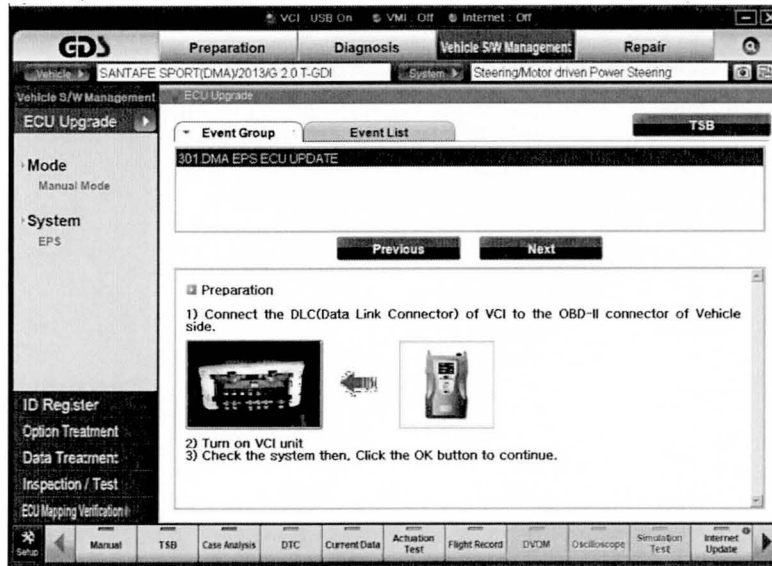 VCI : USB On VMI : Off Internet : Off
GDS
Preparation Diagnosis Vehicle S/W Management Repair
Vehicle SANTAFE SPORT(DMA)/2013/G 2.0 T-GDI System Steering/Motor driven Power Steering
Vehicle S/W Management ECU Upgrade
ECU Upgrade
Event Group Event List TSB
301.DMA EPS ECU UPDATE
Mode
Manual Mode
System
EPS
Previous Next
Preparation
1) Connect the DLC(Data Link Connector) of VCI to the OBD-II connector of Vehicle
side.
2) Turn on VCI unit
3) Check the system then, Click the OK button to continue.
ID Register
Option Treatment
Data Treatment
Inspection / Test
ECU Mapping Verification
Setup Manual TSB Case Analysis DTC Current Data Actuation Test Flight Record DVOM Oscilloscope Simulation Test Internet Update